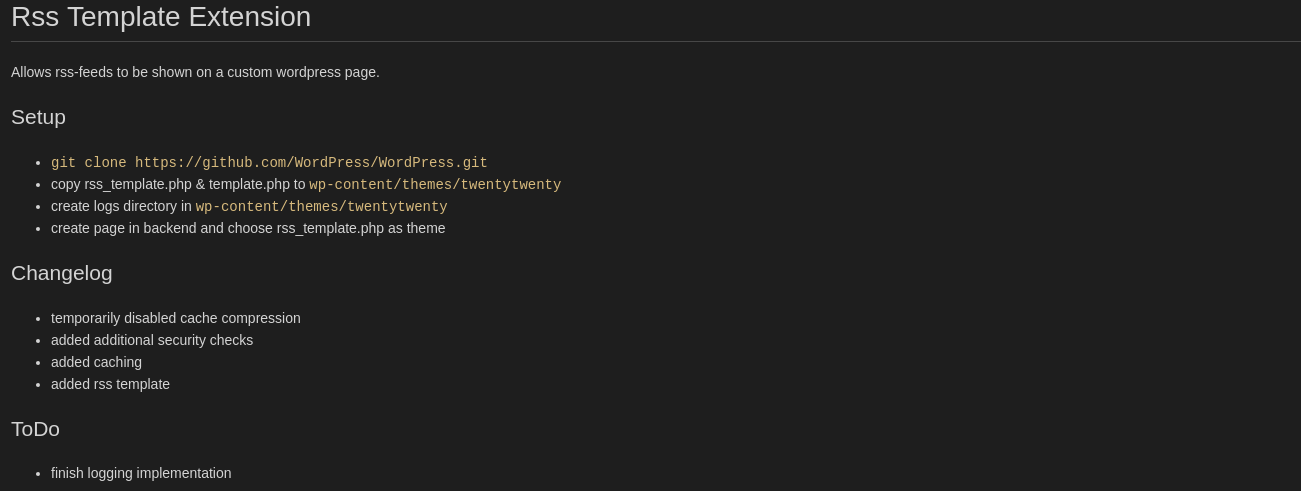 Rss Template Extension
Allows rss-feeds to be shown on a custom wordpress page.
Setup
git clone https://github.com/WordPress/WordPress.git
copy rss_template.php & template.php to wp-content/themes/twentytwenty
create logs directory in wp-content/themes/twentytwenty
create page in backend and choose rss_template.php as theme
Changelog
temporarily disabled cache compression
added additional security checks
added caching
added rss template
ToDo
finish logging implementation